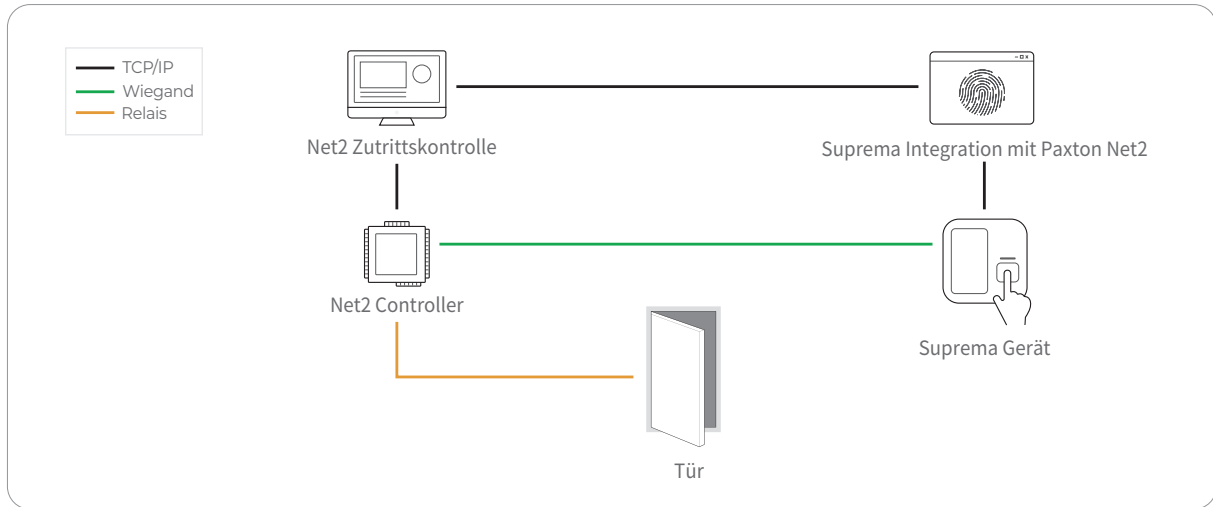 TCP/IP
Wiegand
Relais
Net2 Zutrittskontrolle
Suprema Integration mit Paxton Net2
Net2 Controller
Suprema Gerät
Tür